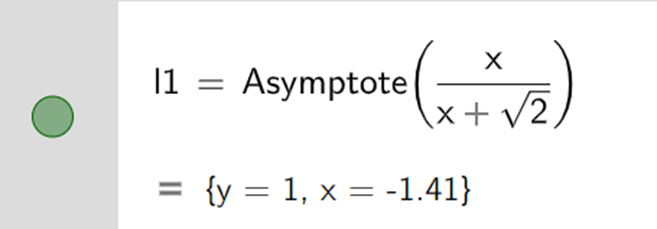 l1 = Asymptote(x/(x + √2))
= {y = 1, x = -1.41}